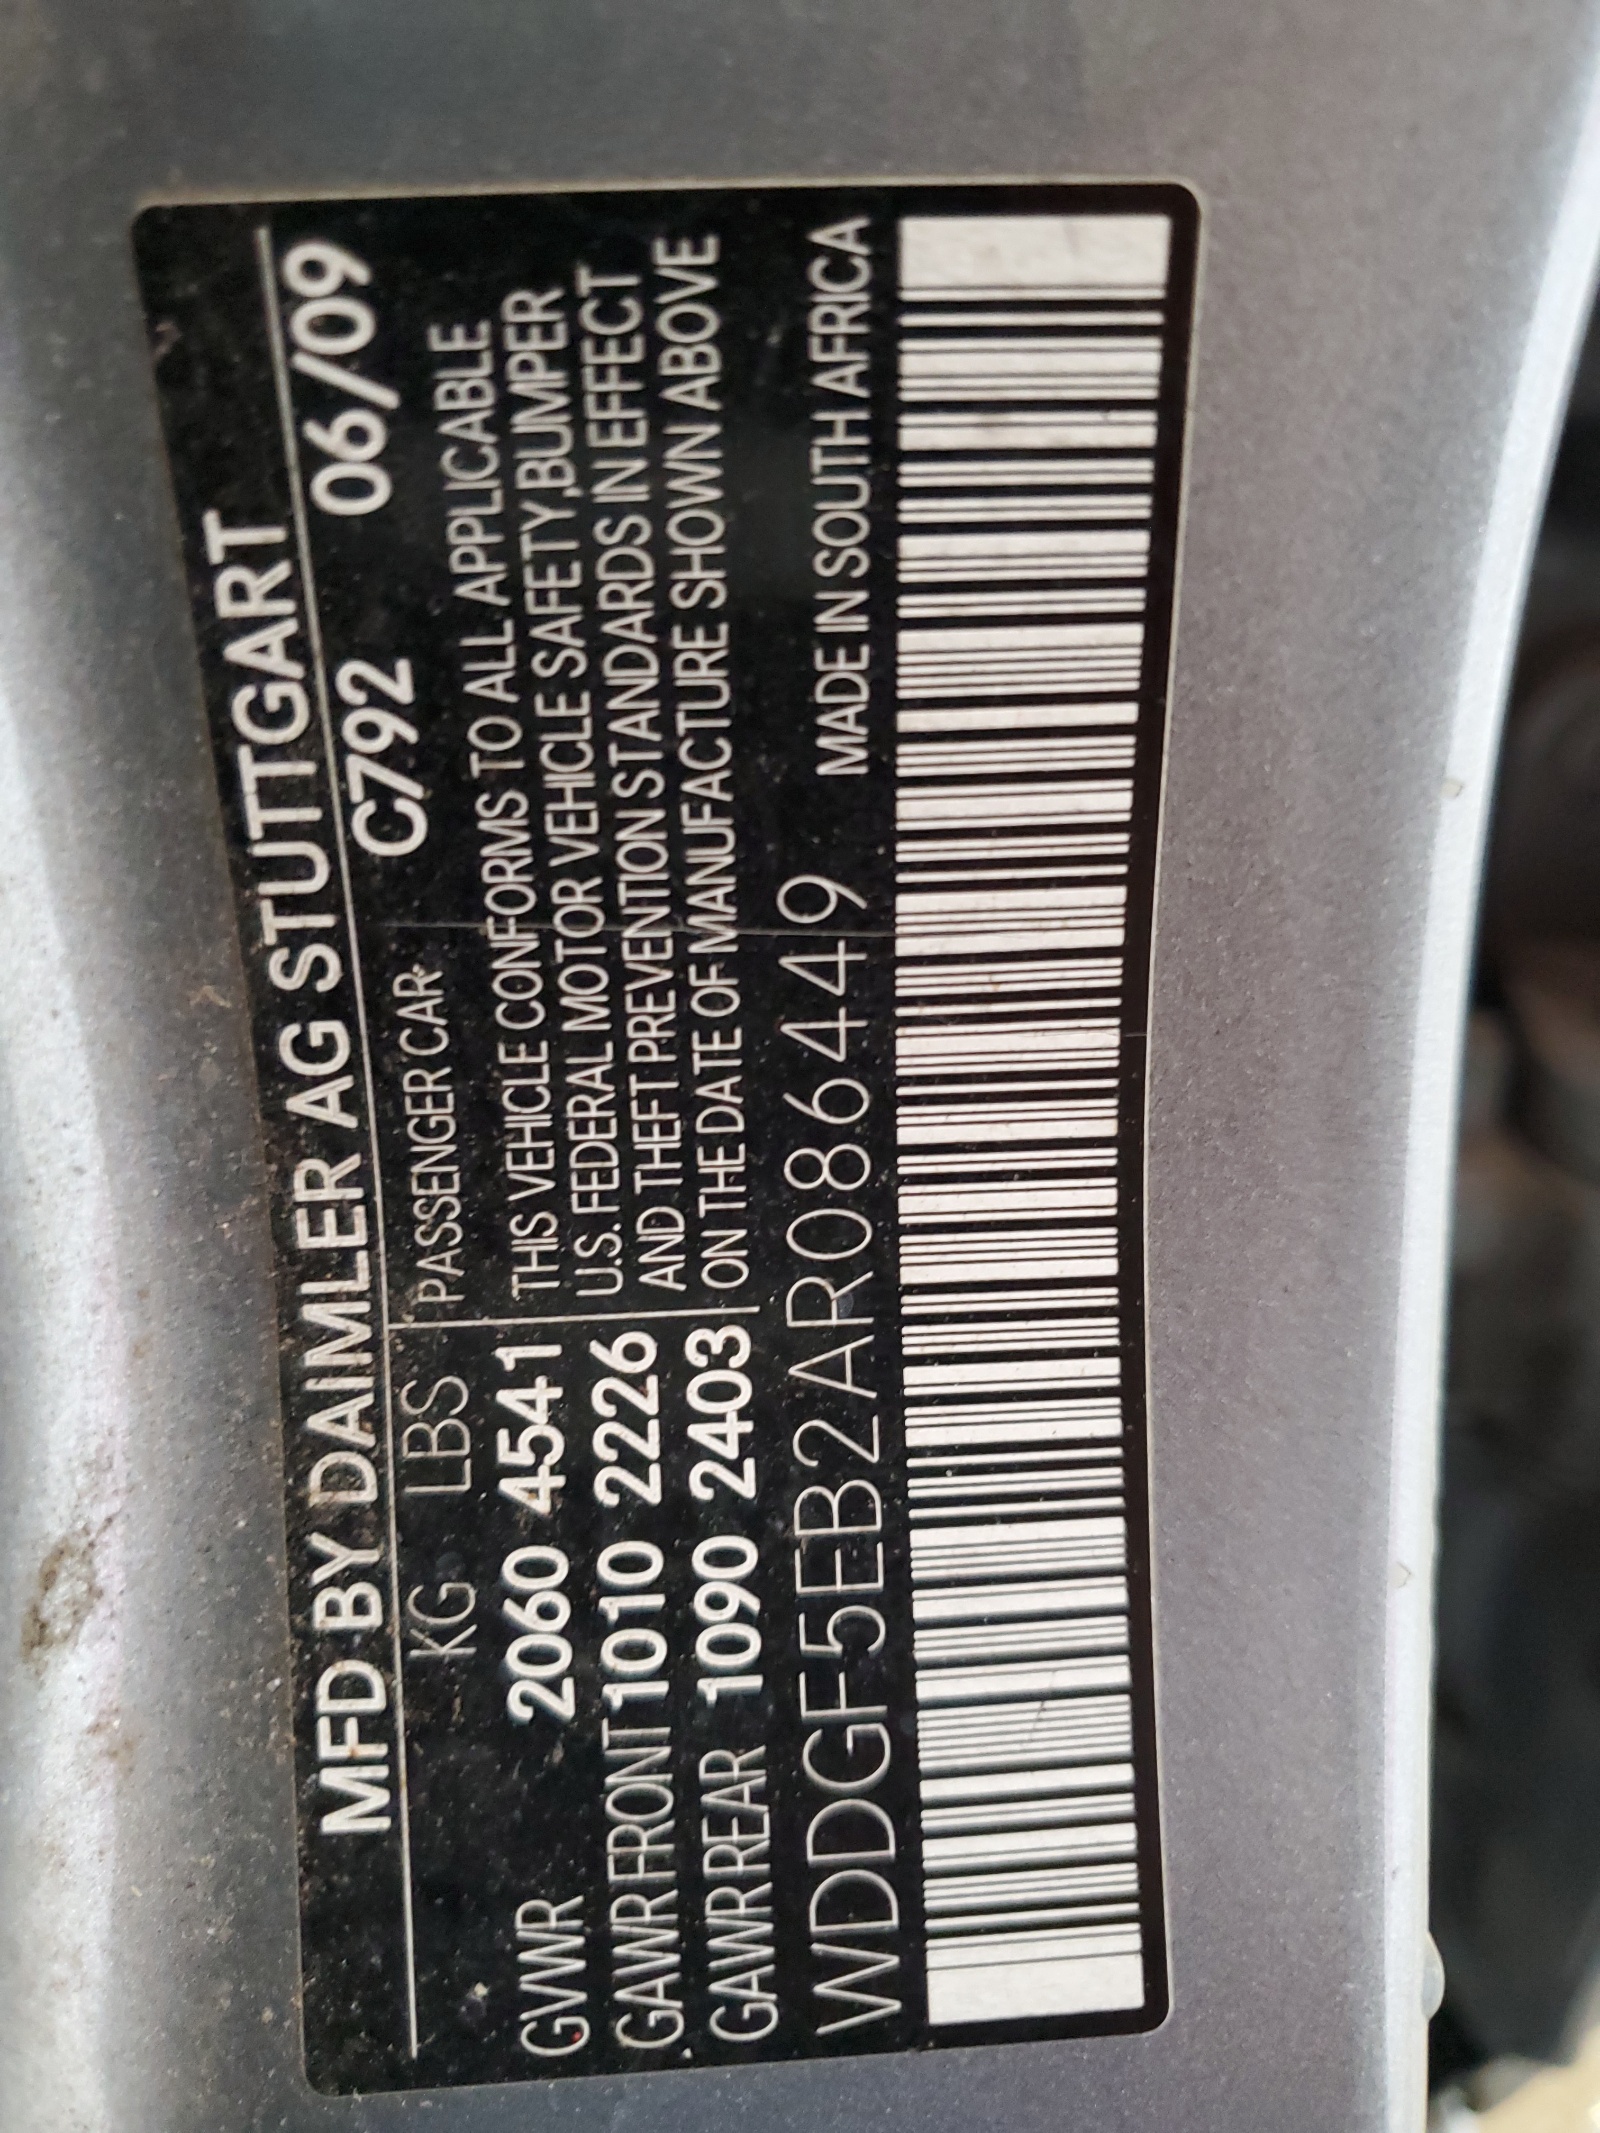 MFD BY DAIMLER AG STUTTGART
KG LBS PASSENGER CAR C792 06/09
GVWR 2060 4541 THIS VEHICLE CONFORMS TO ALL APPLICABLE
GAWR FRONT 1010 2226 U.S. FEDERAL MOTOR VEHICLE SAFETY,BUMPER
GAWR REAR 1090 2403 AND THEFT PREVENTION STANDARDS IN EFFECT
ON THE DATE OF MANUFACTURE SHOWN ABOVE
WDDGF5EB2AR086449 MADE IN SOUTH AFRICA